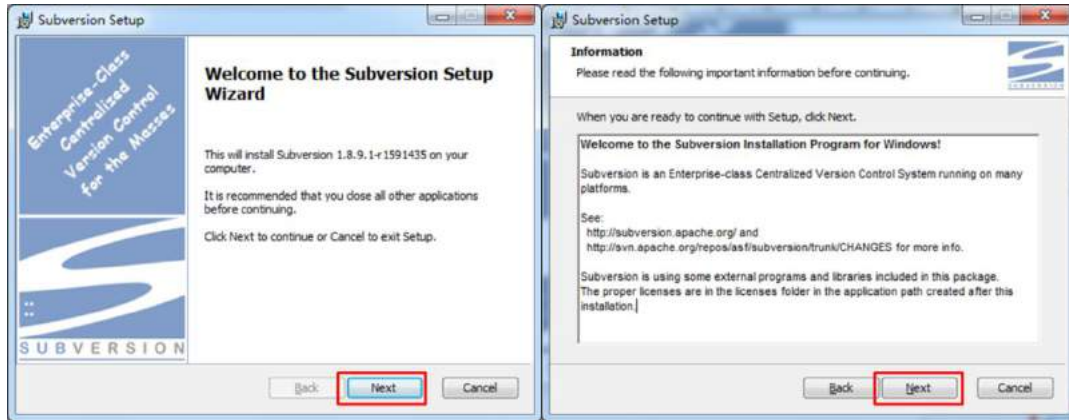 Subversion Setup
Enterprise-Class
Centralized
Version Control
for the Masses
SUBVERSION
Welcome to the Subversion Setup
Wizard
This will install Subversion 1.8.9.1-r1591435 on your
computer.
It is recommended that you close all other applications
before continuing.
Click Next to continue or Cancel to exit Setup.
Back
Next
Cancel
Subversion Setup
Information
Please read the following important information before continuing.
SUBVERSION
When you are ready to continue with Setup, click Next.
Welcome to the Subversion Installation Program for Windows!
Subversion is an Enterprise-class Centralized Version Control System running on many
platforms.
See:
http://subversion.apache.org/ and
http://svn.apache.org/repos/asf/subversion/trunk/CHANGES for more info.
Subversion is using some external programs and libraries included in this package.
The proper licenses are in the licenses folder in the application path created after this
installation.
Back
Next
Cancel